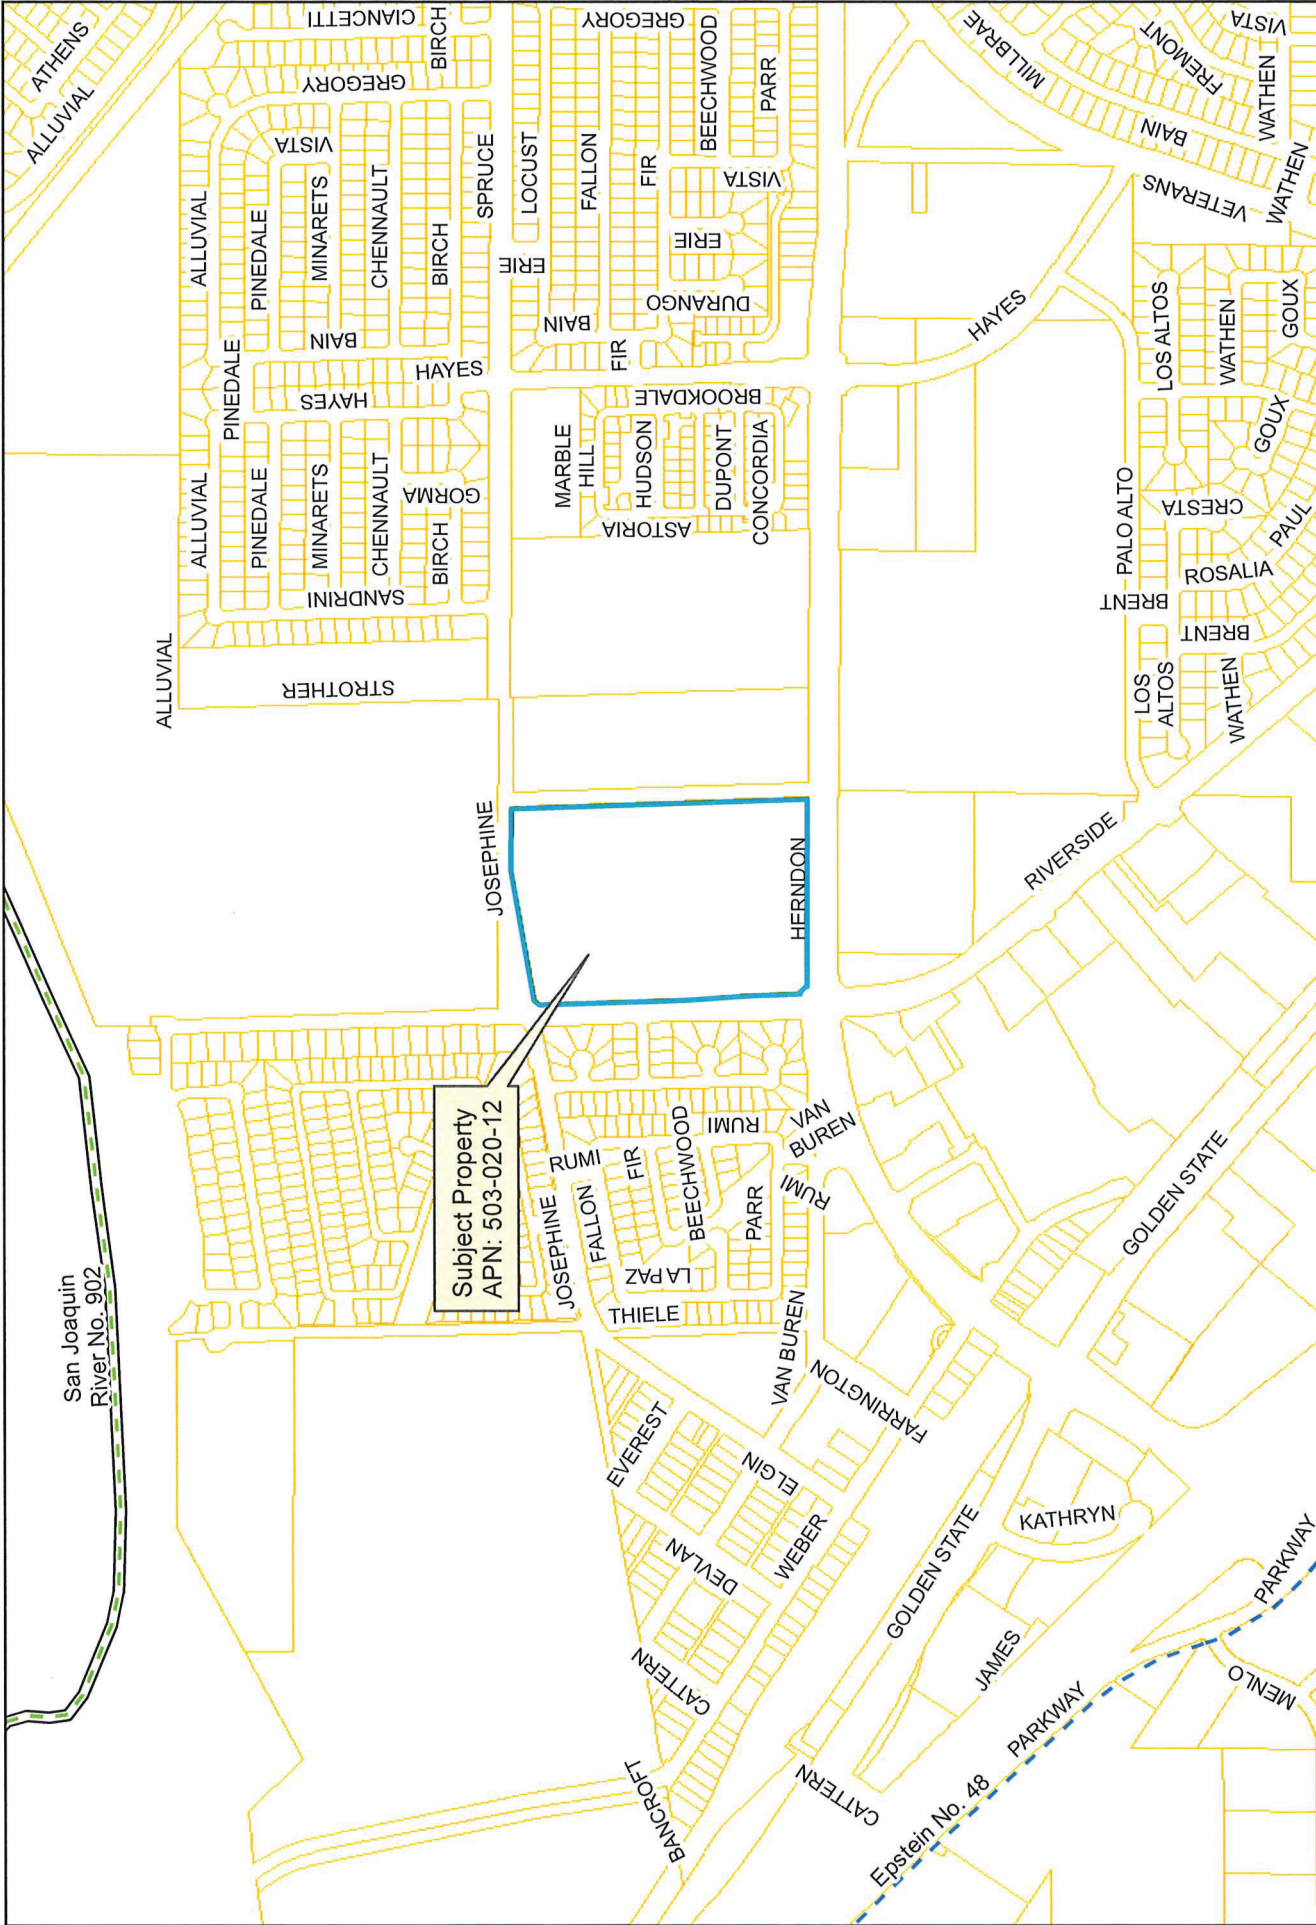 ATHENS
ALLUVIAL
CIANCETTI
BIRCH
GREGORY
GREGORY
BEECHWOOD
PARR
MILLBRAE
FREMONT
VISTA
WATHEN
BAIN
VETERANS
WATHEN
VISTA
ALLUVIAL
PINEDALE
MINARETS
CHENNAULT
BIRCH
SPRUCE
LOCUST
FALLON
FIR
VISTA
ERIE
ERIE
DURANGO
BAIN
BAIN
FIR
PINEDALE
HAYES
HAYES
BROOKDALE
HAYES
LOS ALTOS
WATHEN
GOUX
GOUX
ALLUVIAL
PINEDALE
MINARETS
CHENNAULT
GORMA
BIRCH
MARBLE
HILL
HUDSON
DUPONT
CONCORDIA
ASTORIA
PALO ALTO
CRESTA
PAUL
ROSALIA
BRENT
BRENT
SANDRINI
ALLUVIAL
STROTHER
LOS
ALTOS
WATHEN
JOSEPHINE
HERNDON
RIVERSIDE
Subject Property
APN: 503-0220-12
San Joaquin
River No. 902
RUMI
FIR
BEECHWOOD
RUMI
VAN
BUREN
JOSEPHINE
FALLON
PARR
RUMI
LA PAZ
THIELE
VAN BUREN
GOLDEN STATE
FARRINGTON
EVEREST
ELGIN
DEVLAN
WEBER
GOLDEN STATE
KATHRYN
CATTERN
JAMES
PARKWAY
MENLO
PARKWAY
BANCROFT
CATTERN
Epstein No. 48